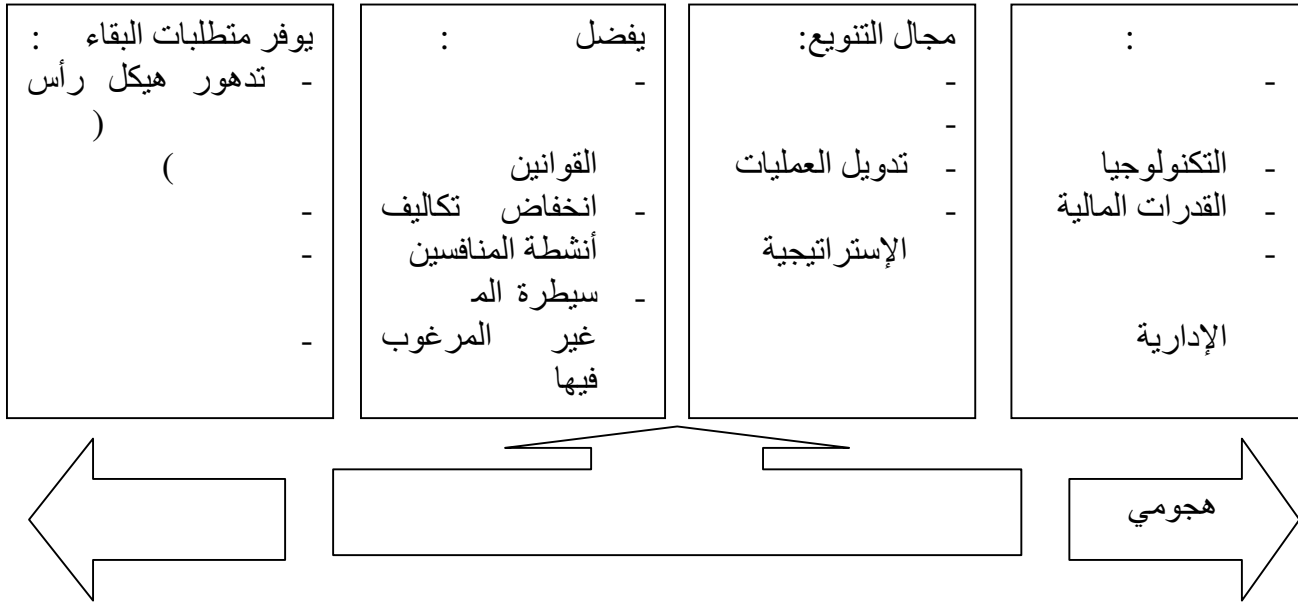 :
-
- التكنولوجيا
- القدرات المالية
-
الإدارية
مجال التنويع:
-
-
- تدويل العمليات
-
الإستراتيجية
يفضل :
-
القوانين
- انخفاض تكاليف
أنشطة المنافسين
- سيطرة المـ
غير المرغوب
فيها
يوفر متطلبات البقاء :
- تدهور هيكل رأس
(
)
-
-
-
هجومي